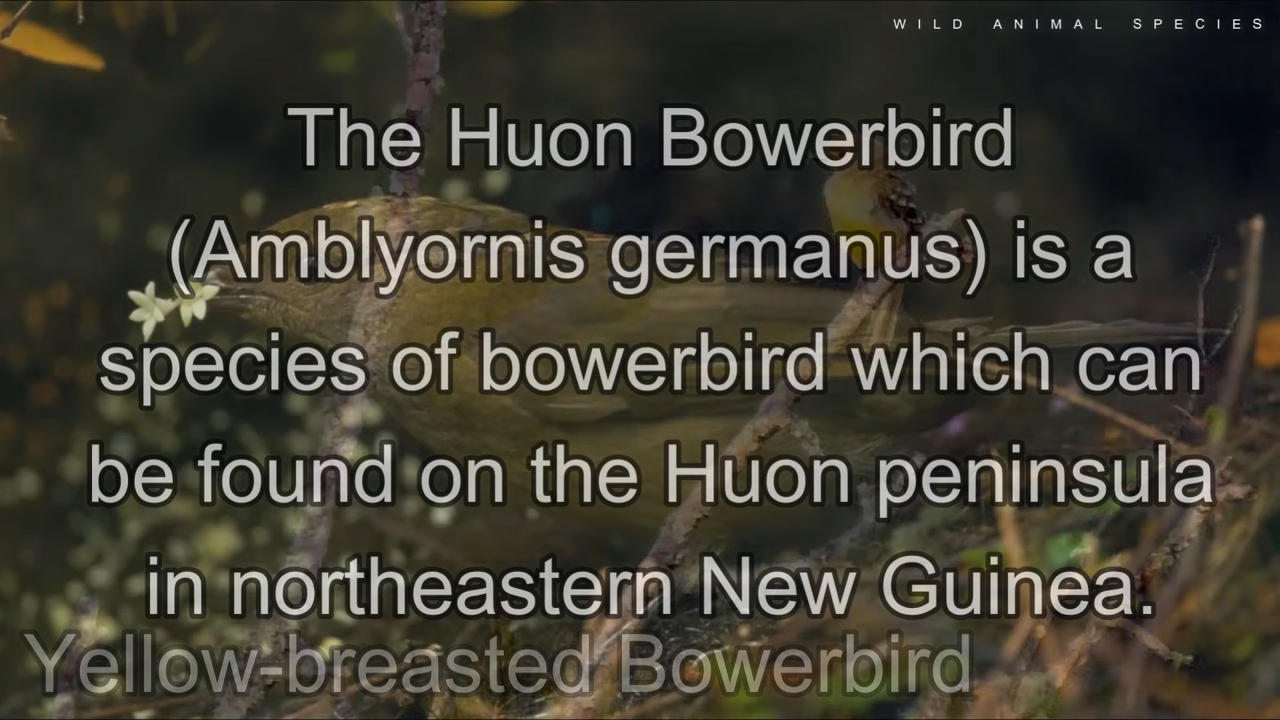 WILD ANIMAL SPECIES
The Huon Bowerbird
(Amblyornis germanus) is a
species of bowerbird which can
be found on the Huon peninsula
in northeastern New Guinea.
Yellow-breasted Bowerbird